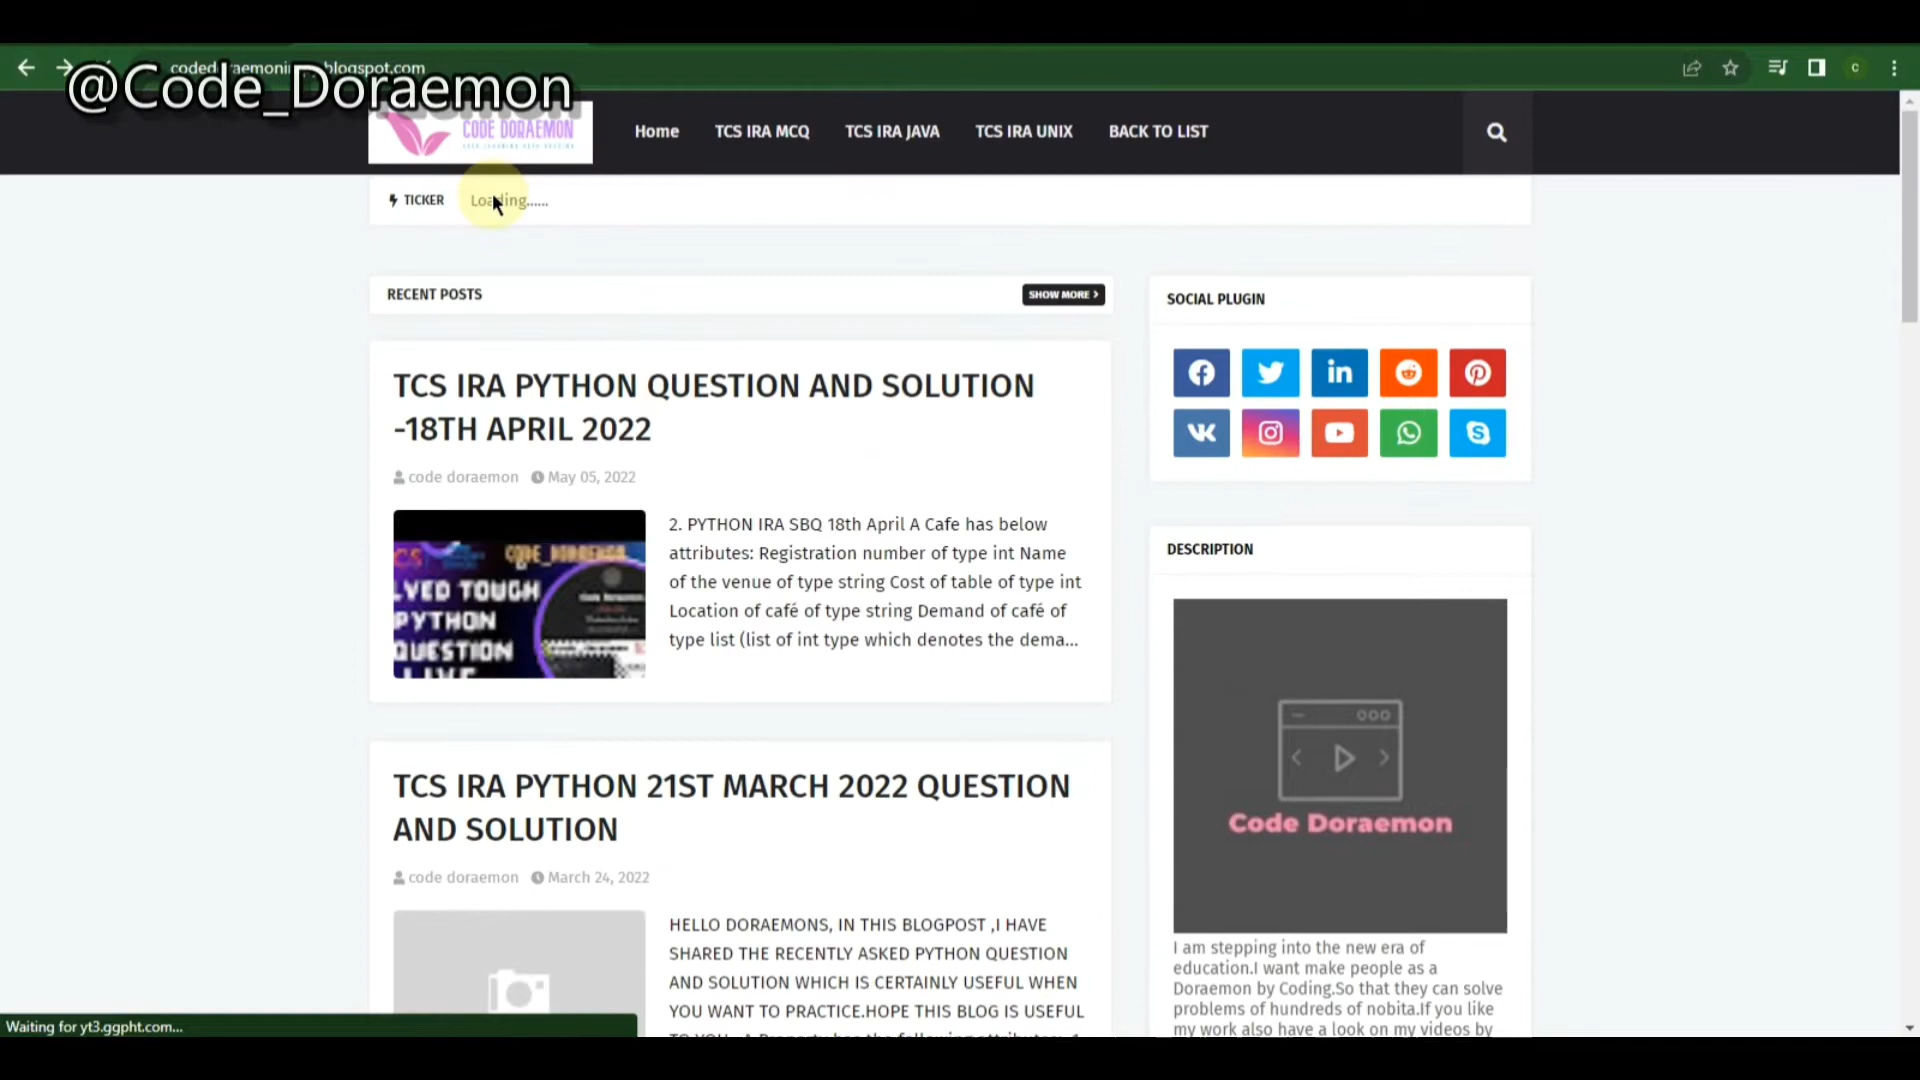 @Code_Doraemon
CODE DORAEMON
Home
TCS IRA MCQ
TCS IRA JAVA
TCS IRA UNIX
BACK TO LIST
TICKER
Loading......
RECENT POSTS
SHOW MORE
SOCIAL PLUGIN
TCS IRA PYTHON QUESTION AND SOLUTION
-18TH APRIL 2022
code doraemon May 05, 2022
2. PYTHON IRA SBQ 18th April A Cafe has below
attributes: Registration number of type int Name
of the venue of type string Cost of table of type int
Location of café of type string Demand of café of
type list (list of int type which denotes the dema...
CS CODE_DORAEMON
LVED TOUGH
PYTHON
QUESTION
LIVE
DESCRIPTION
Code Doraemon
I am stepping into the new era of
education.I want make people as a
Doraemon by Coding.So that they can solve
problems of hundreds of nobita.If you like
my work also have a look on my videos by
TCS IRA PYTHON 21ST MARCH 2022 QUESTION
AND SOLUTION
code doraemon March 24, 2022
HELLO DORAEMONS, IN THIS BLOGPOST ,I HAVE
SHARED THE RECENTLY ASKED PYTHON QUESTION
AND SOLUTION WHICH IS CERTAINLY USEFUL WHEN
YOU WANT TO PRACTICE.HOPE THIS BLOG IS USEFUL
Waiting for yt3.ggpht.com...